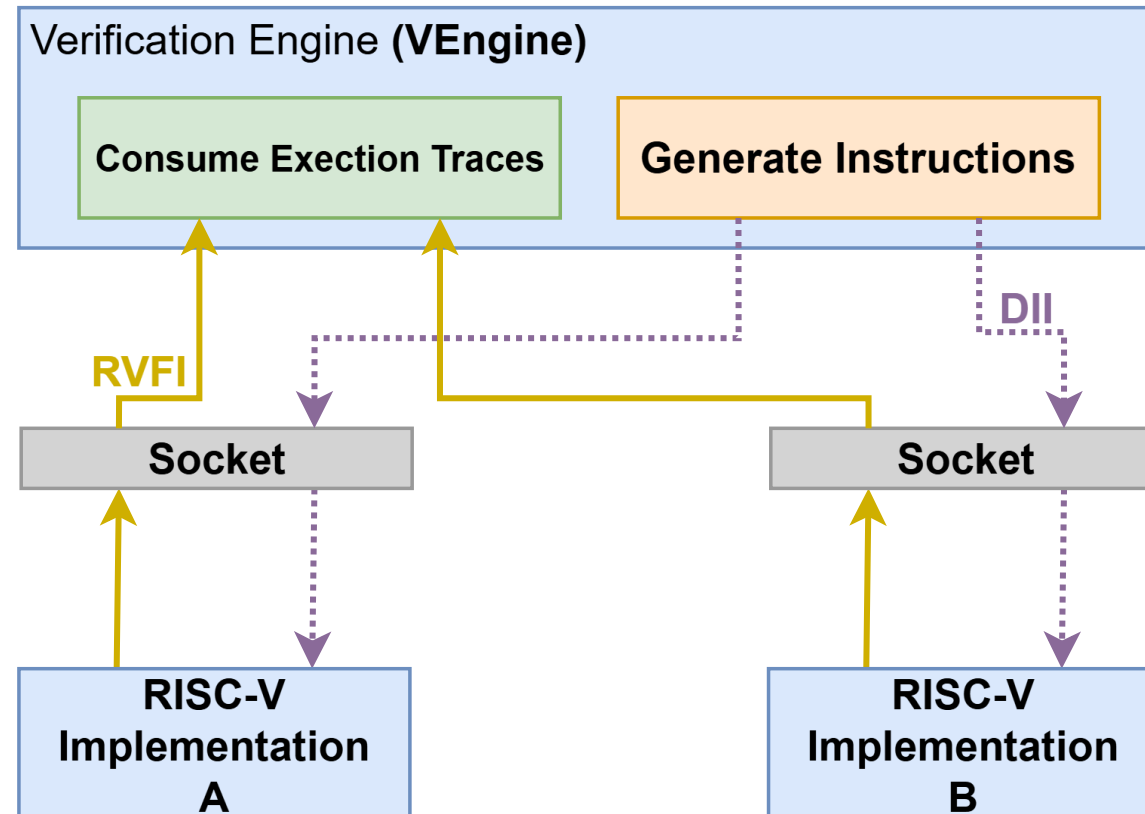 Verification Engine (VEngine)
Consume Exection Traces
Generate Instructions
DII
RVFI
Socket
Socket
RISC-V
Implementation
A
RISC-V
Implementation
B